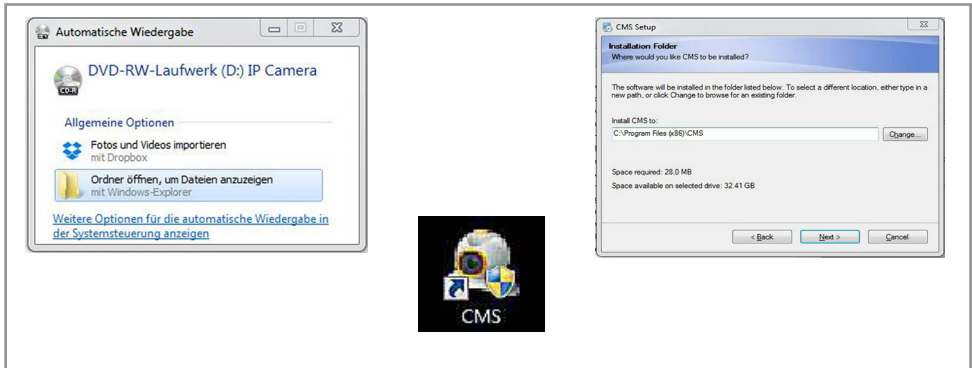 Automatische Wiedergabe
DVD-RW-Laufwerk (D:) IP Camera
CD-R
Allgemeine Optionen
Fotos und Videos importieren
mit Dropbox
Ordner öffnen, um Dateien anzuzeigen
mit Windows-Explorer
Weitere Optionen für die automatische Wiedergabe in
der Systemsteuerung anzeigen
CMS
CMS Setup
Installation Folder
Where would you like CMS to be installed?
The software will be installed in the folder listed below. To select a different location, either type in a
new path, or click Change to browse for an existing folder.
Install CMS to:
C:\Program Files (x86)\CMS
Change...
Space required: 28.0 MB
Space available on selected drive: 32.41 GB
< Back
Next >
Cancel